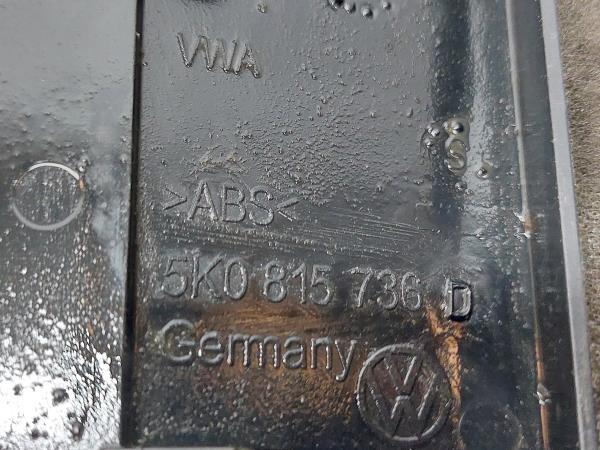 VWA
S
>ABS<
5K0 815 736 D
Germany